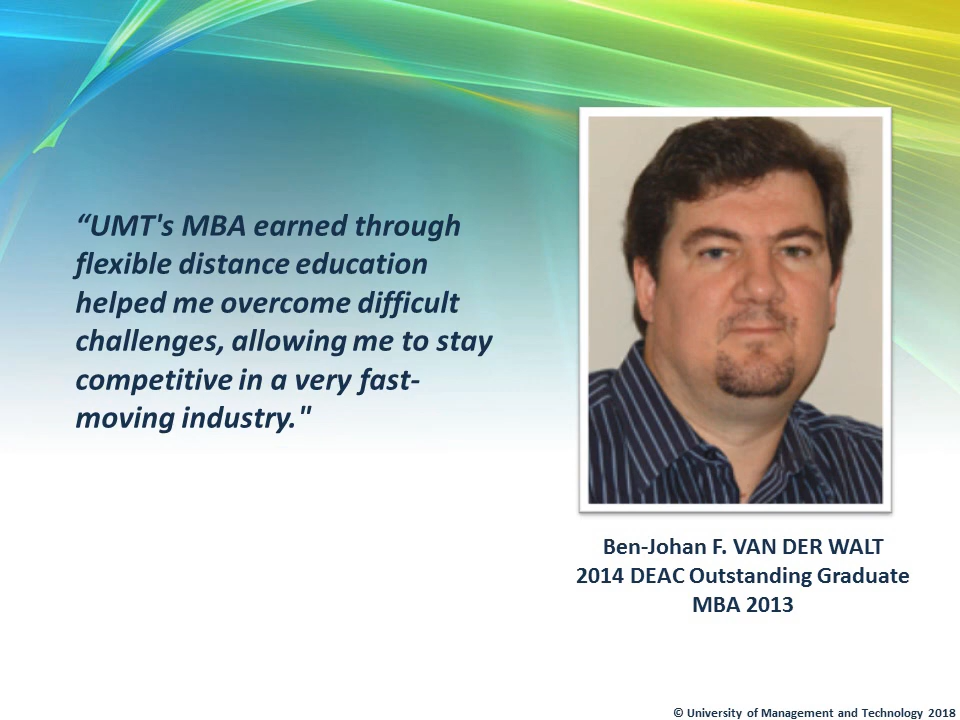 “UMT's MBA earned through
flexible distance education
helped me overcome difficult
challenges, allowing me to stay
competitive in a very fast-
moving industry."
Ben-Johan F. VAN DER WALT
2014 DEAC Outstanding Graduate
MBA 2013
© University of Management and Technology 2018